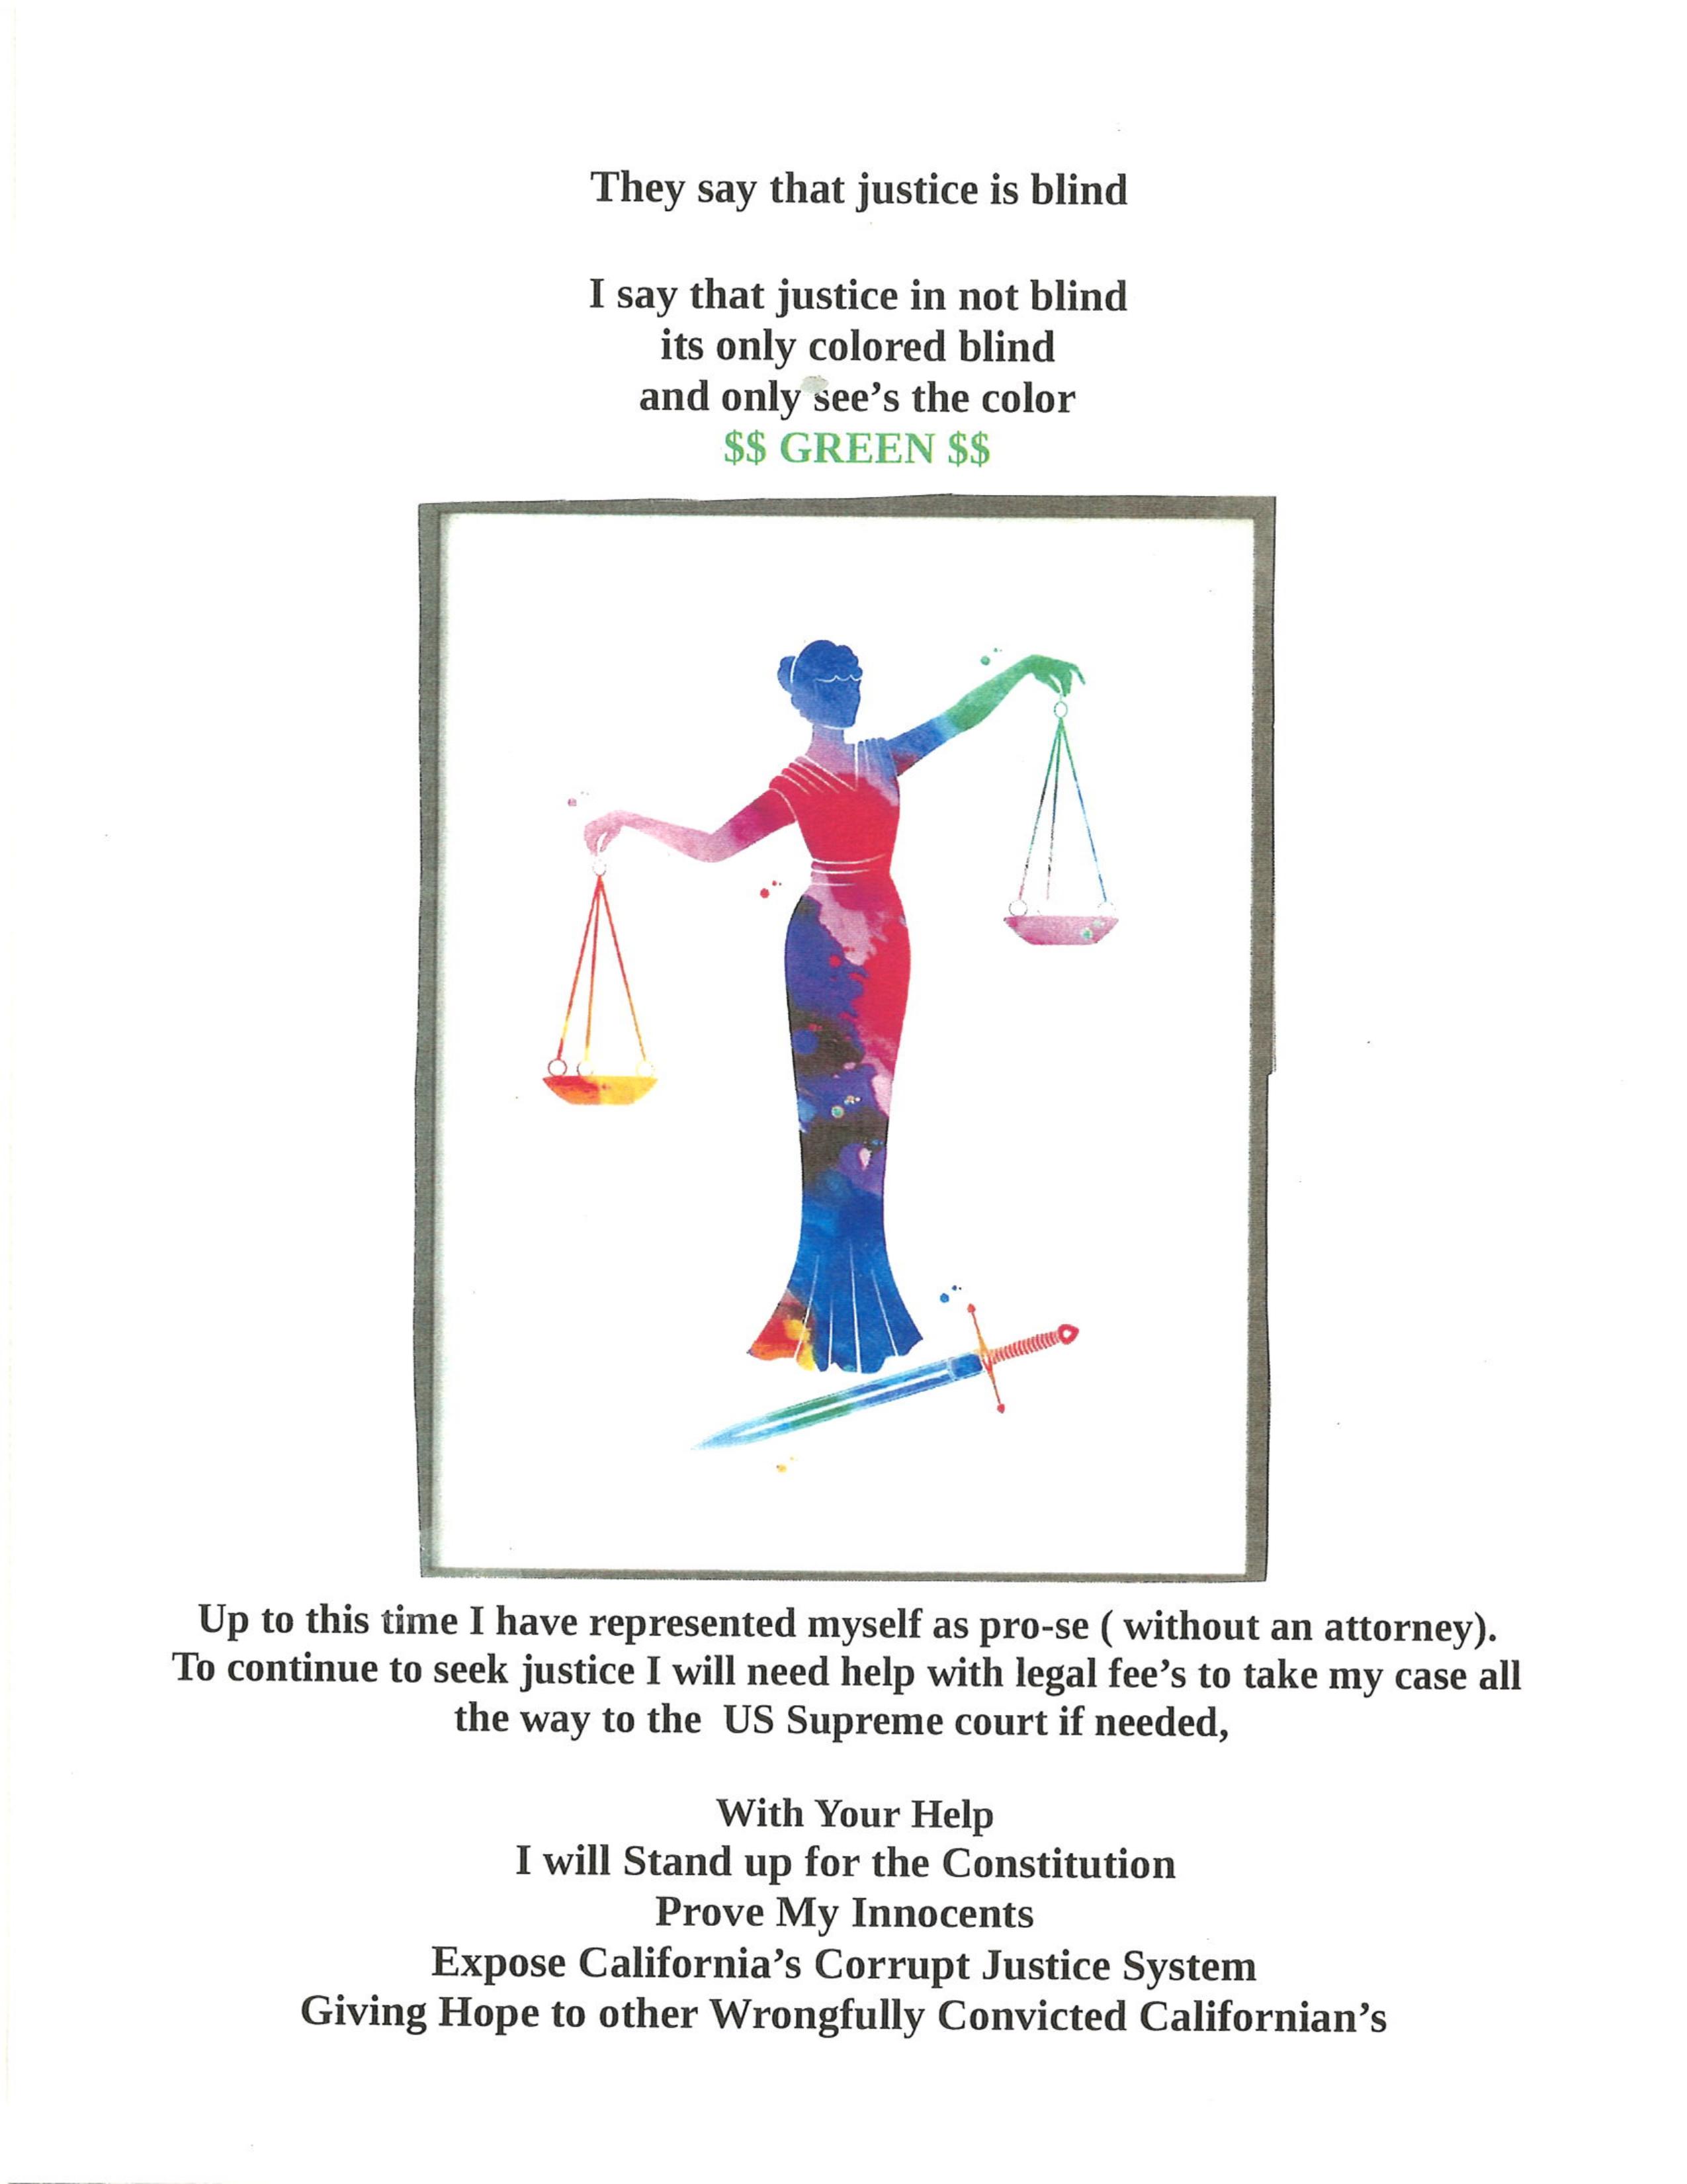 They say that justice is blind
I say that justice in not blind
its only colored blind
and only see’s the color
$$ GREEN $$
Up to this time I have represented myself as pro-se ( without an attorney).
To continue to seek justice I will need help with legal fee’s to take my case all
the way to the  US Supreme court if needed,
With Your Help
I will Stand up for the Constitution
Prove My Innocents
Expose California’s Corrupt Justice System
Giving Hope to other Wrongfully Convicted Californian’s